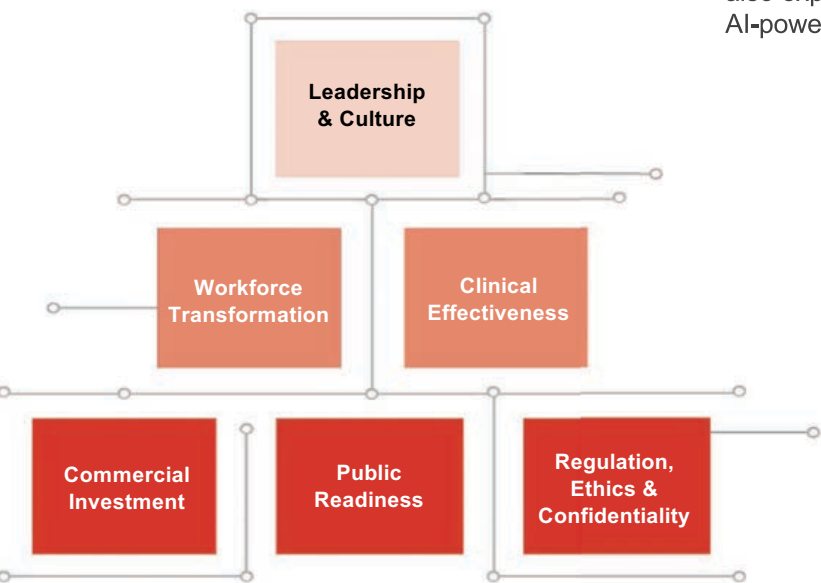 AI-powe
Leadership
& Culture
Workforce
Transformation
Clinical
Effectiveness
Commercial
Investment
Public
Readiness
Regulation,
Ethics &
Confidentiality